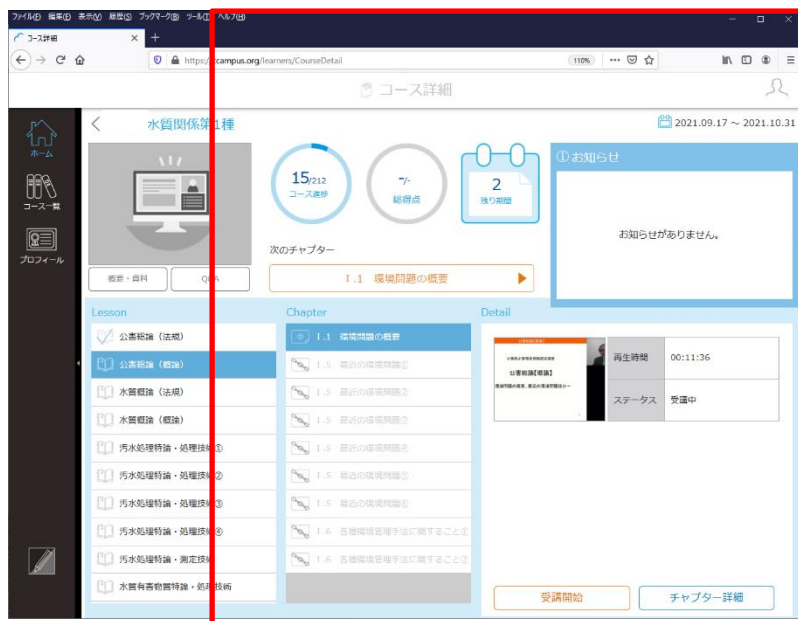 ファイル(F) 編集(E) 表示(V) 履歴(S) ブックマーク(B) ツール(T) ヘルプ(H)
コース詳細
campus.org/learners/CourseDetail
110%
コース詳細
ホーム
コース一覧
プロフィール
水質関係第1種
2021.09.17 ～ 2021.10.31
15/212
コース進捗
-/-
総得点
2
残り期間
お知らせ
お知らせがありません。
次のチャプター
Ⅰ.1 環境問題の概要
概要・資料
Q&A
Lesson
公害総論（法規）
公害総論（概論）
水質概論（法規）
水質概論（概論）
汚水処理特論・処理技術①
汚水処理特論・処理技術②
汚水処理特論・処理技術③
汚水処理特論・処理技術④
汚水処理特論・測定技術
水質有害物質特論・処理技術
Chapter
Ⅰ.1 環境問題の概要
Ⅰ.5 最近の環境問題①
Ⅰ.5 最近の環境問題②
Ⅰ.5 最近の環境問題③
Ⅰ.5 最近の環境問題④
Ⅰ.5 最近の環境問題⑤
Ⅰ.5 最近の環境問題⑥
Ⅰ.6 各種環境管理手法に関すること①
Ⅰ.6 各種環境管理手法に関すること②
Detail
公害総論【概論】
再生時間 00:11:36
ステータス 受講中
受講開始
チャプター詳細